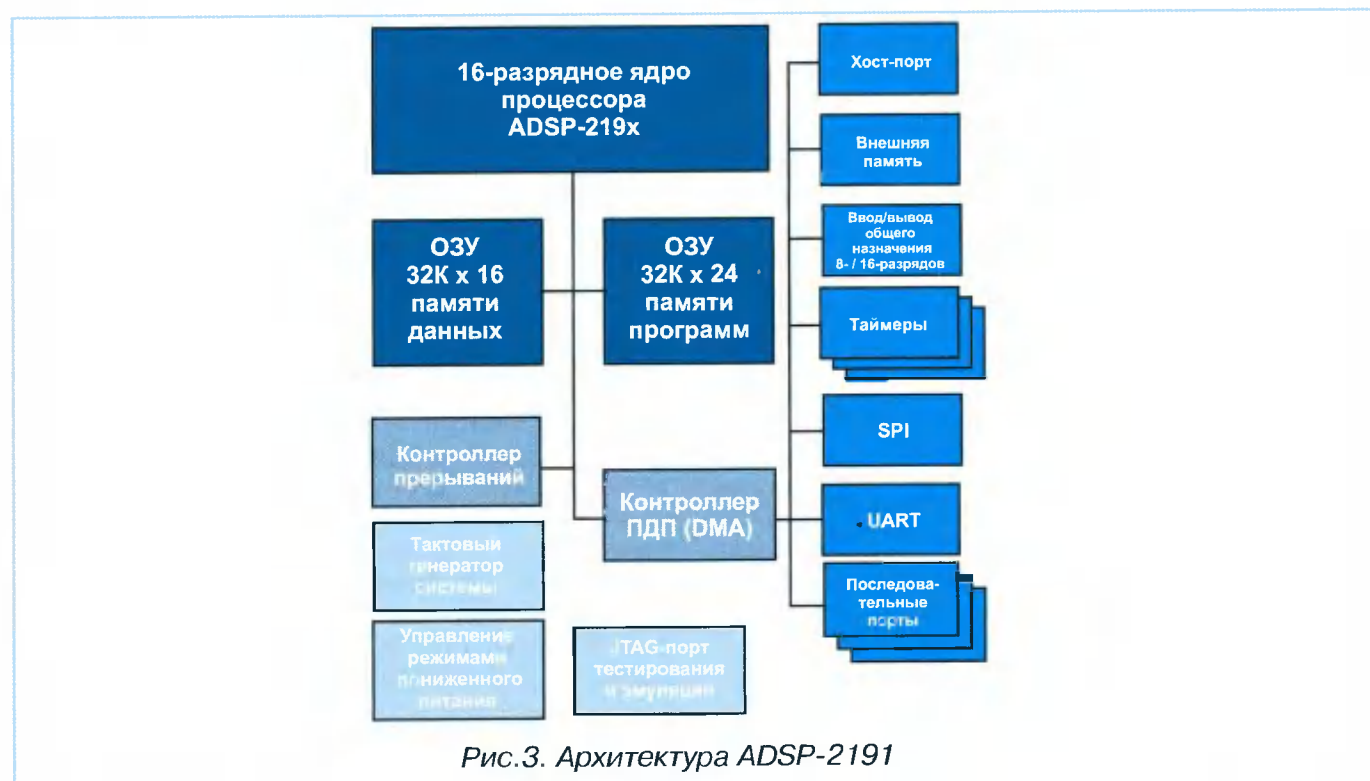 16-разрядное ядро
процессора
ADSP-219x
ОЗУ
32К x 16
памяти
данных
ОЗУ
32К x 24
памяти
программ
Контроллер
прерываний
Контроллер
ПДП (DMA)
Тактовый
генератор
системы
Управление
режимами
пониженного
питания
JTAG-порт
тестирования
и эмуляции
Хост-порт
Внешняя
память
Ввод/вывод
общего
назначения
8- / 16-разрядов
Таймеры
SPI
UART
Последова-
тельные
порты
Рис.3. Архитектура ADSP-2191